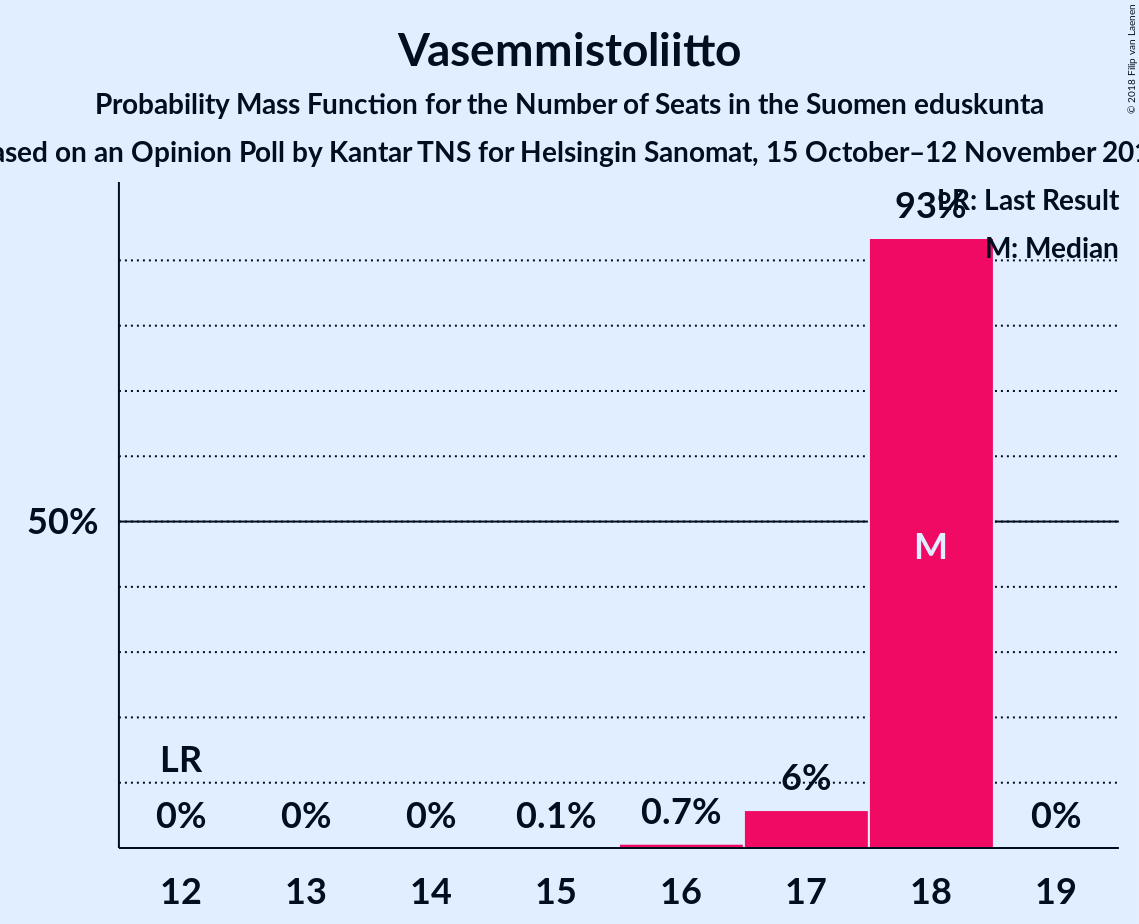 Vasemmistoliitto
Probability Mass Function for the Number of Seats in the Suomen eduskunta
on an Opinion Poll by Kantar TNS for Helsingin Sanomat, 15 October–12 November
© 2018 Filip van Laenen
LR: Last Result
M: Median
93%
50%
M
LR
0% 0% 0% 0.1% 0.7% 6% 0%
12 13 14 15 16 17 18 19